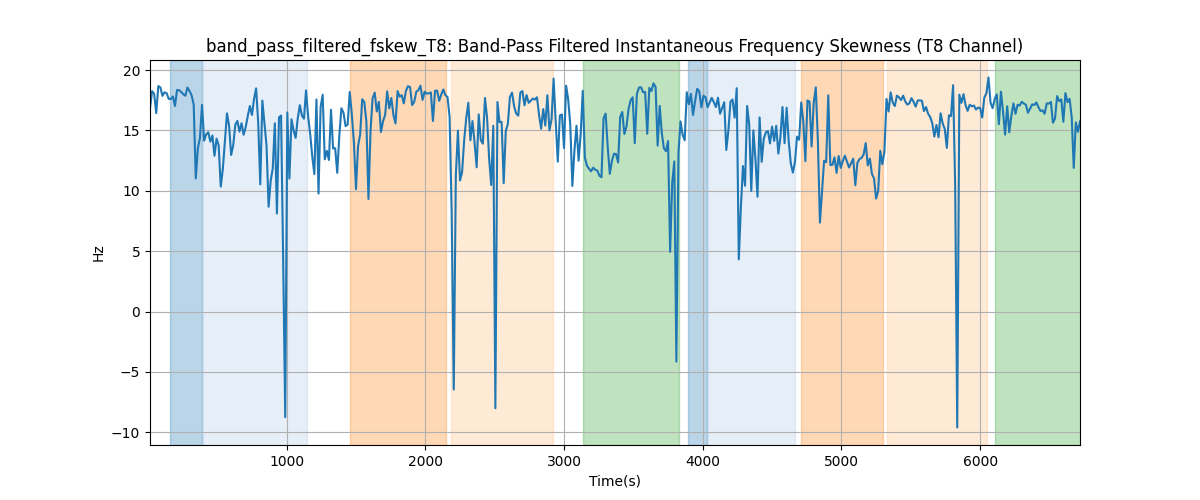 band_pass_filtered_fskew_T8: Band-Pass Filtered Instantaneous Frequency Skewness (T8 Channel)
20
15
10
5
0
−5
−10
Hz
1000 2000 3000 4000 5000 6000
Time(s)